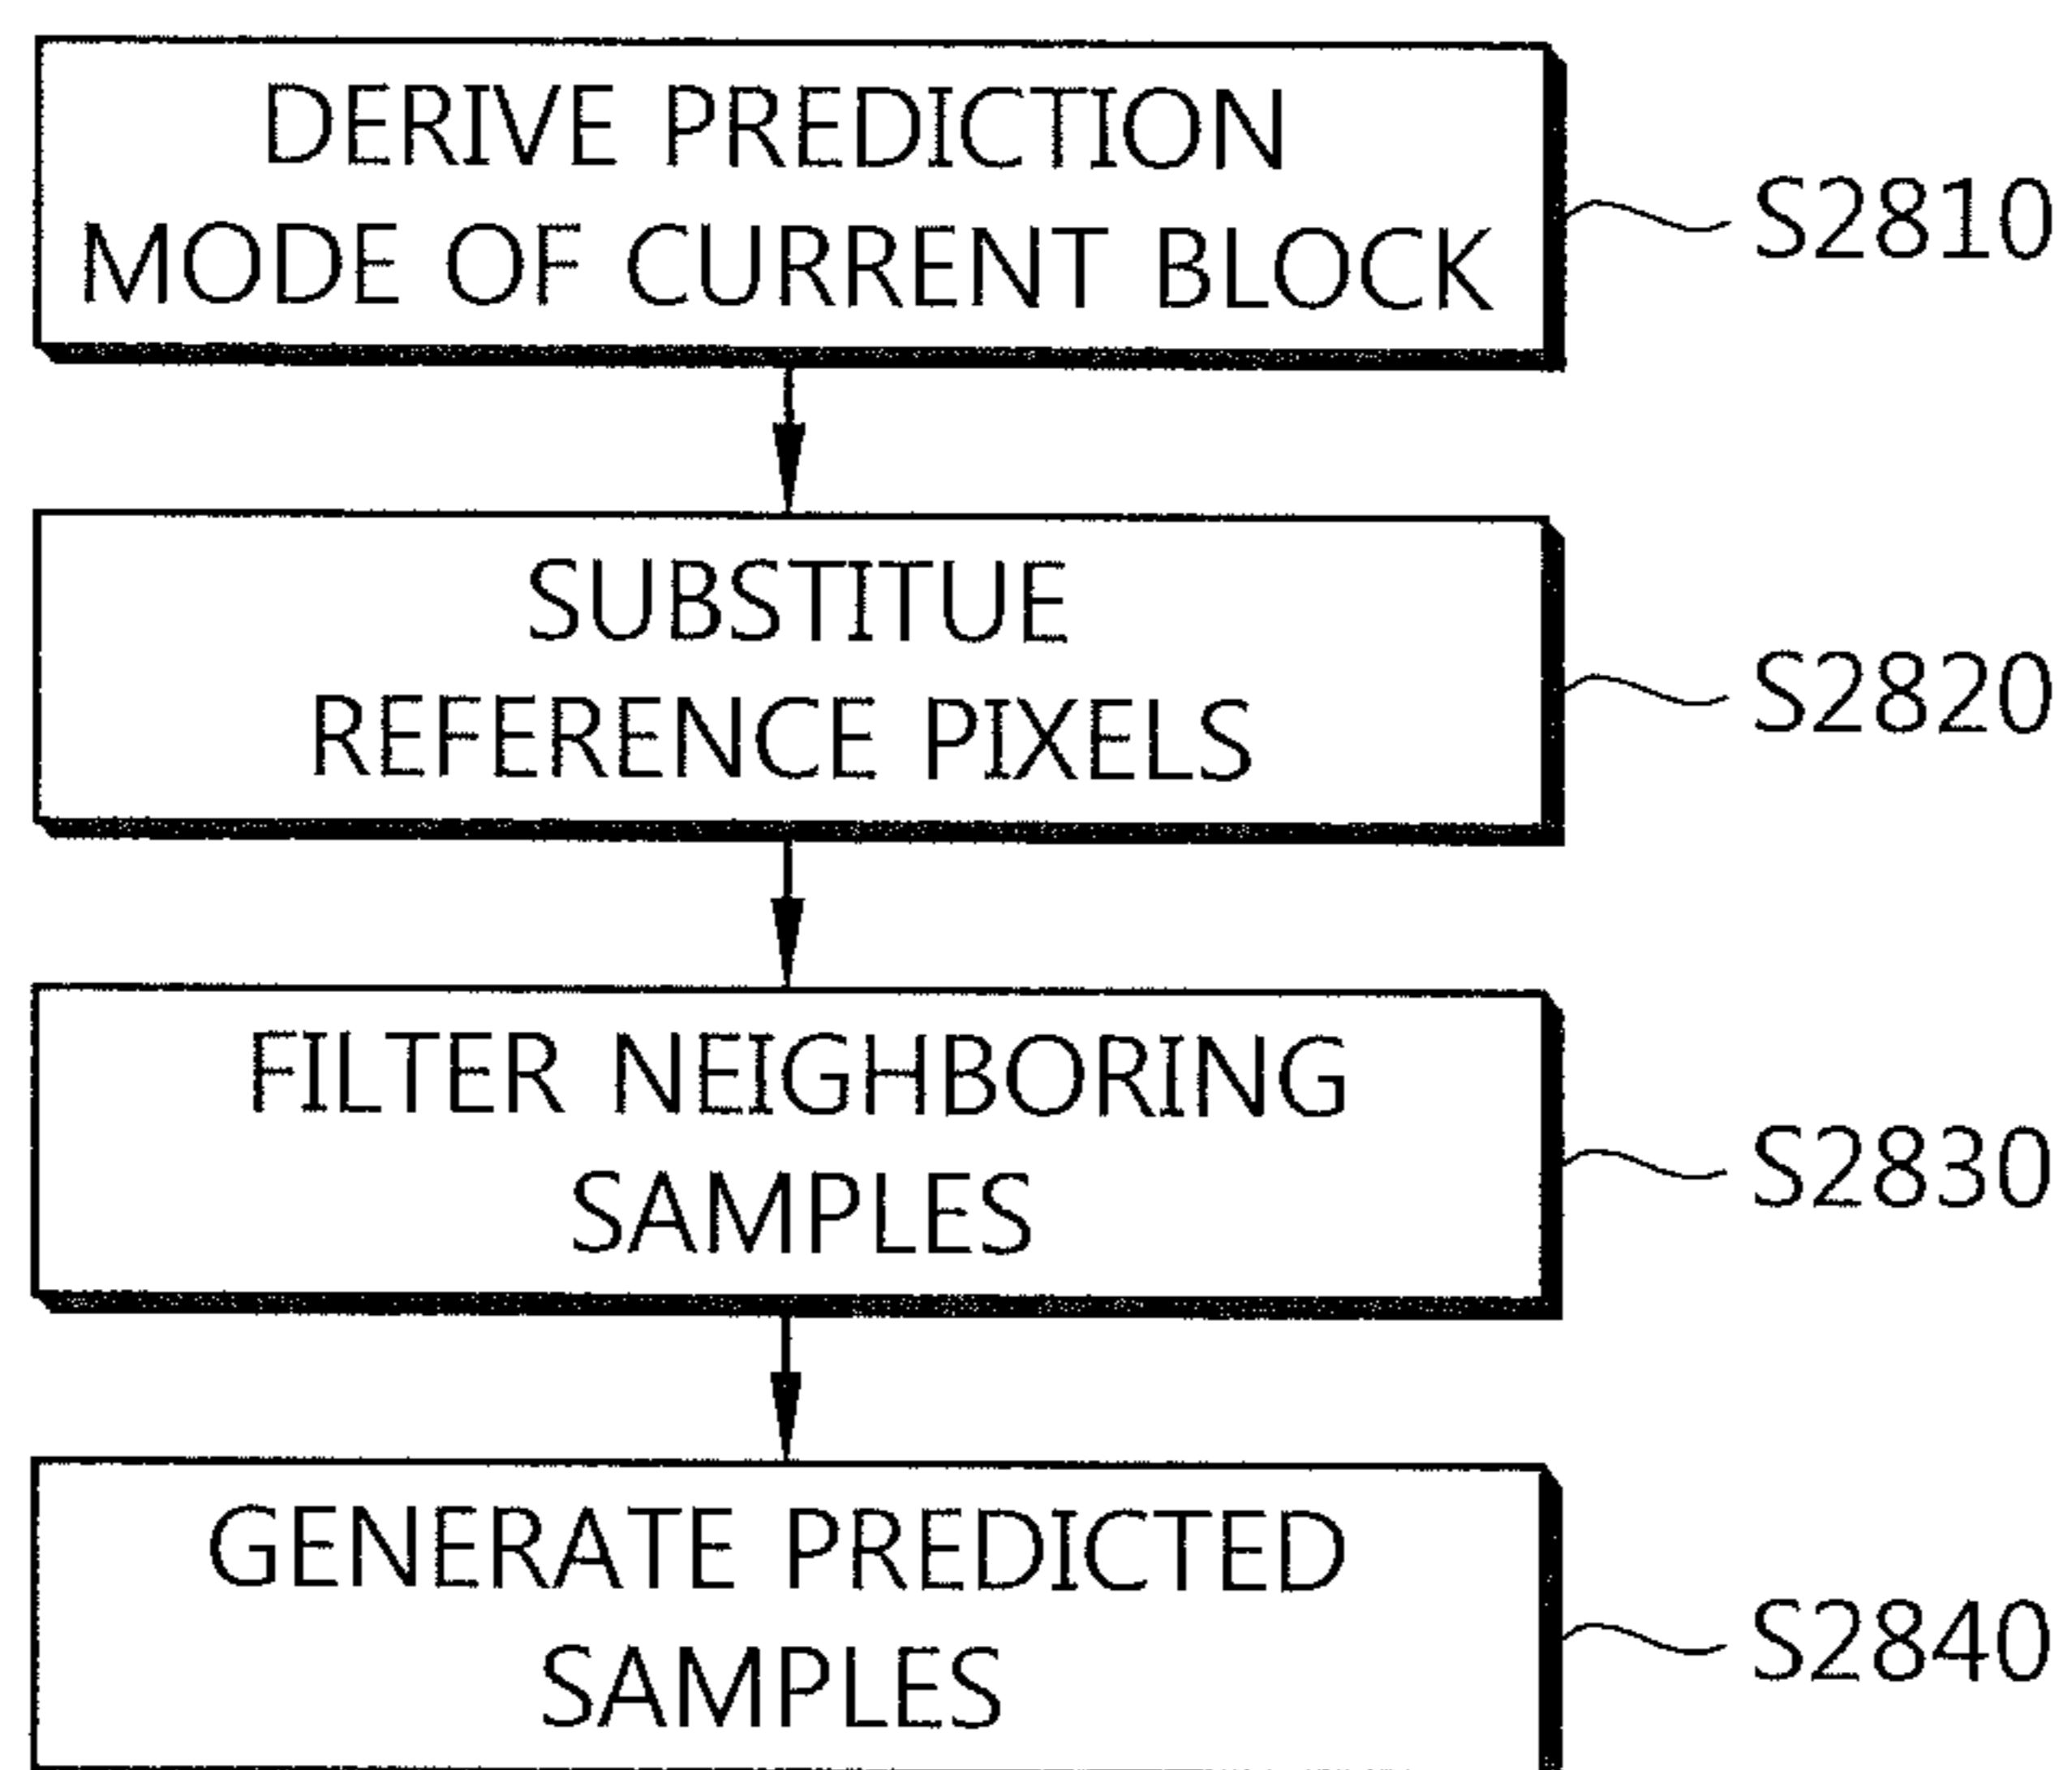 DERIVE PREDICTION
MODE OF CURRENT BLOCK
S2810
SUBSTITUE
REFERENCE PIXELS
S2820
FILTER NEIGHBORING
SAMPLES
S2830
GENERATE PREDICTED
SAMPLES
S2840